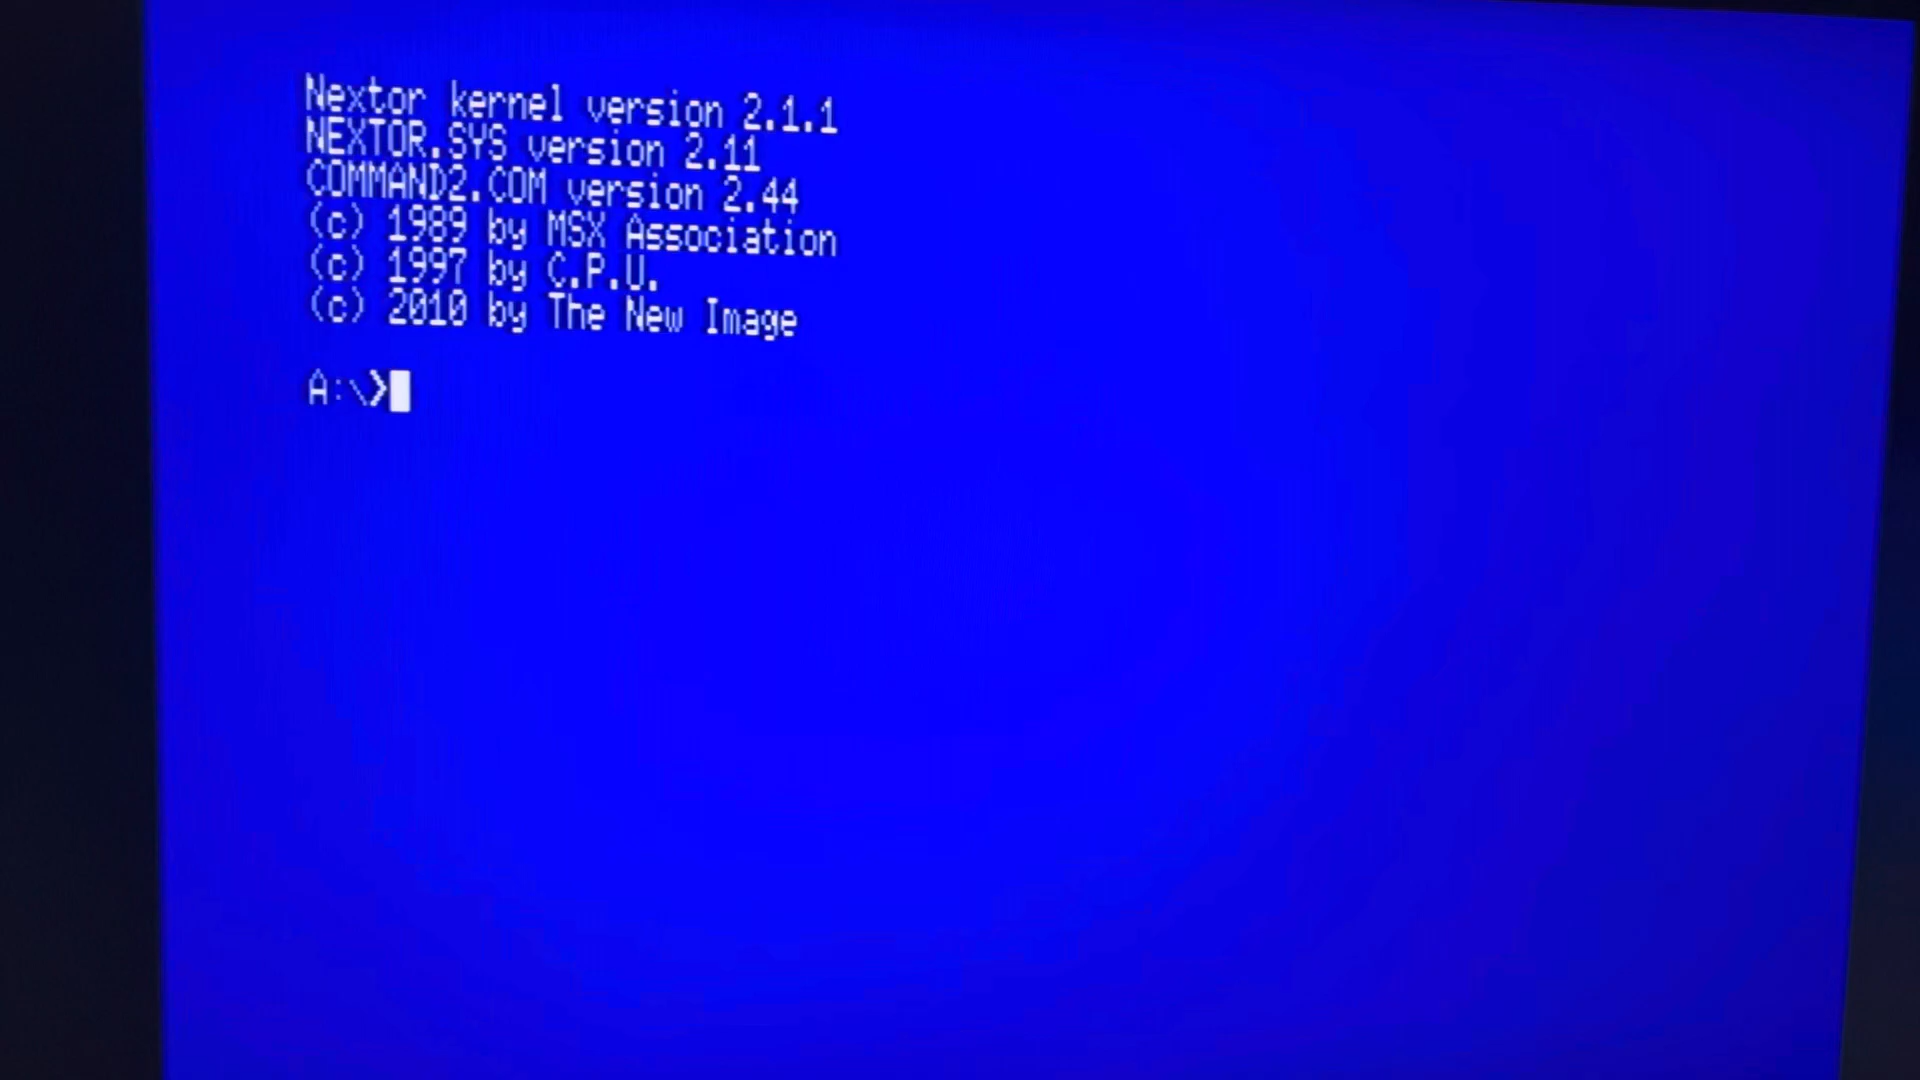 Nextor kernel version 2.1.1
NEXTOR.SYS version 2.11
COMMAND2.COM version 2.44
(c) 1989 by MSX Association
(c) 1997 by C.P.U.
(c) 2010 by The New Image
A:\>